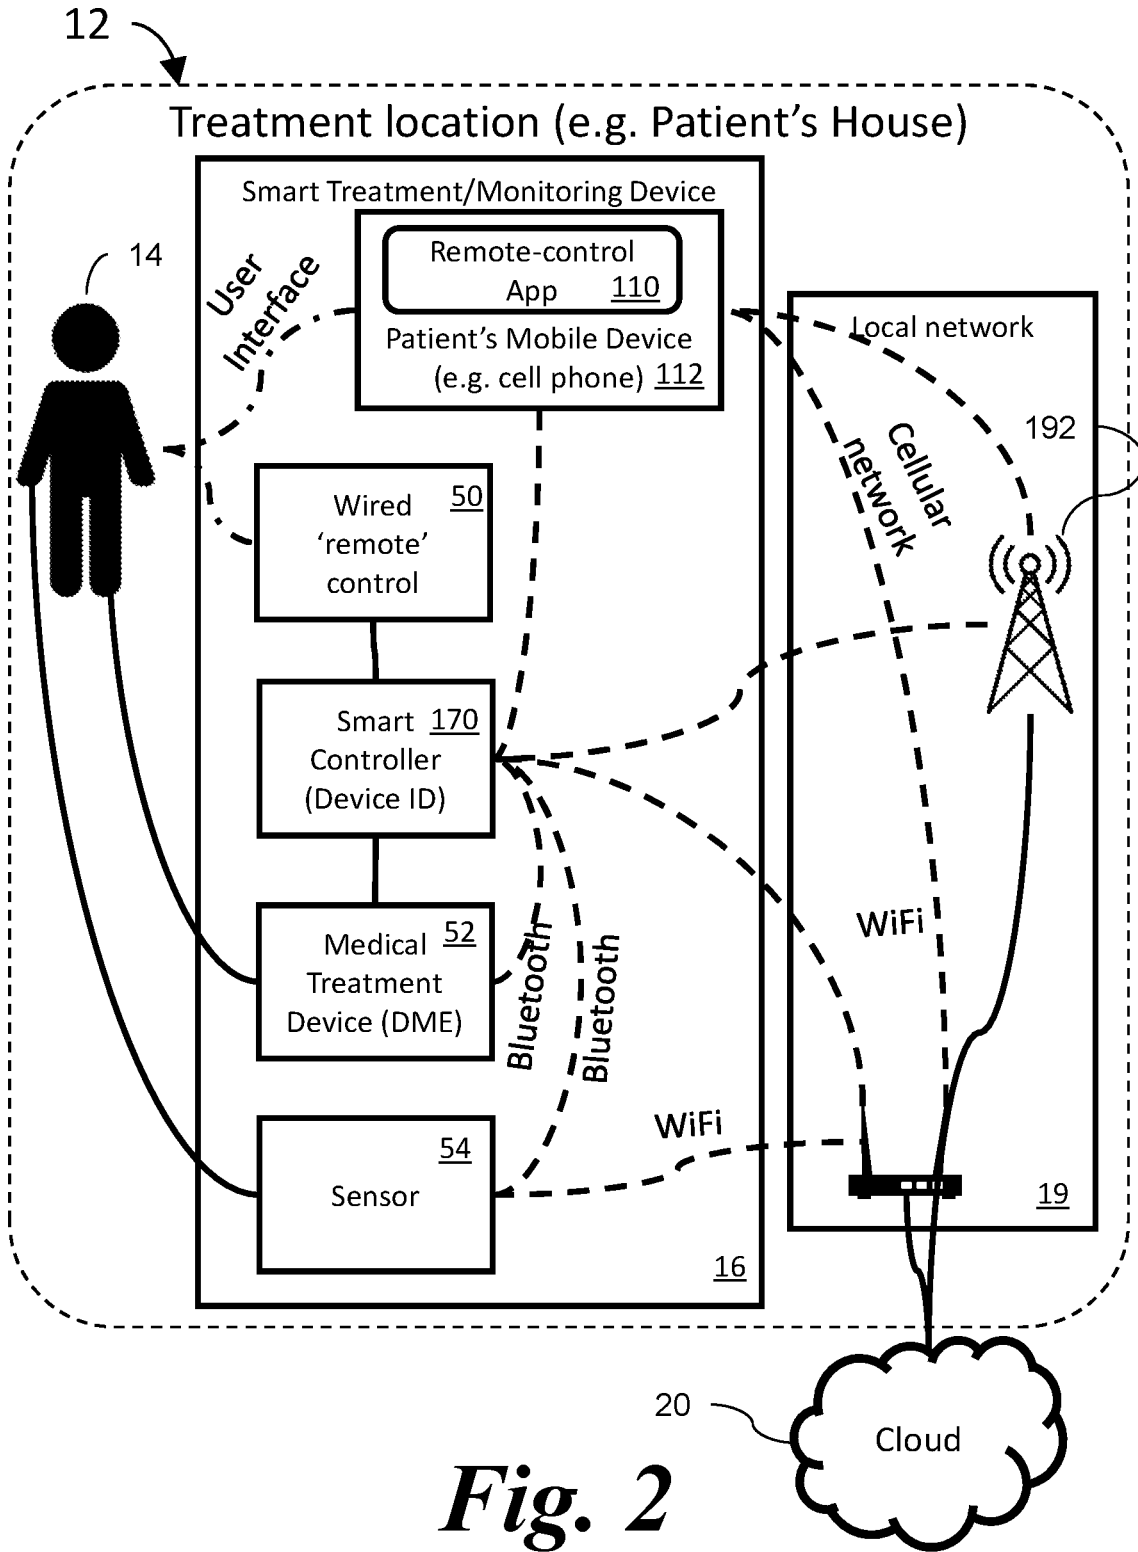 12
Treatment location (e.g. Patient's House)
Smart Treatment/Monitoring Device
14
User
Interface
Remote-control
App 110
Patient's Mobile Device
(e.g. cell phone) 112
Local network
192
Cellular
network
Wired 50
'remote'
control
Smart 170
Controller
(Device ID)
Medical 52
Treatment
Device (DME)
Bluetooth
Bluetooth
WiFi
WiFi
54
Sensor
19
16
20
Cloud
Fig. 2